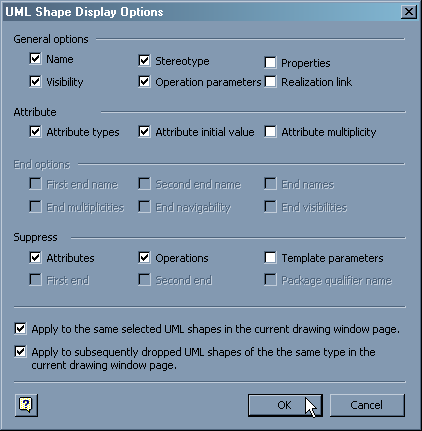 UML Shape Display Options
General options
Name Stereotype Properties
Visibility Operation parameters Realization link
Attribute
Attribute types Attribute initial value Attribute multiplicity
End options
First end name Second end name End names
End multiplicities End navigability End visibilities
Suppress
Attributes Operations Template parameters
First end Second end Package qualifier name
Apply to the same selected UML shapes in the current drawing window page.
Apply to subsequently dropped UML shapes of the the same type in the
current drawing window page.
? OK Cancel